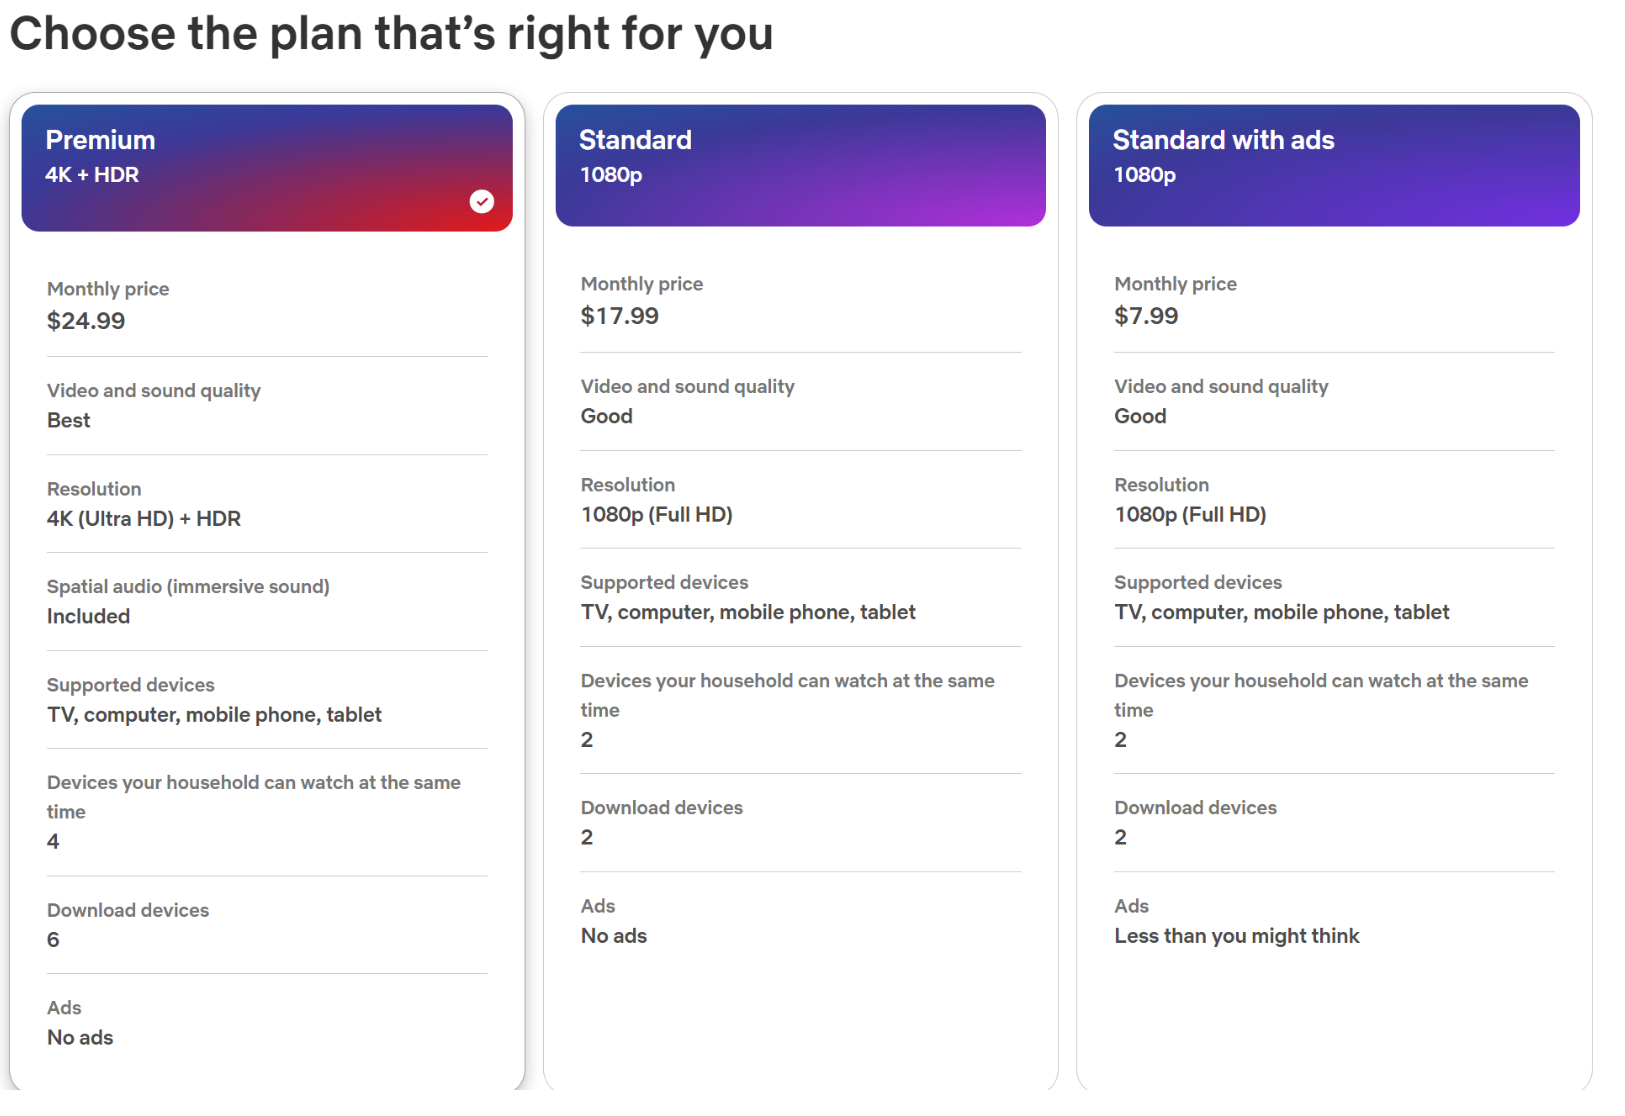 Choose the plan that’s right for you
Premium
4K + HDR
Monthly price
$24.99
Video and sound quality
Best
Resolution
4K (Ultra HD) + HDR
Spatial audio (immersive sound)
Included
Supported devices
TV, computer, mobile phone, tablet
Devices your household can watch at the same
time
4
Download devices
6
Ads
No ads
Standard
1080p
Monthly price
$17.99
Video and sound quality
Good
Resolution
1080p (Full HD)
Supported devices
TV, computer, mobile phone, tablet
Devices your household can watch at the same
time
2
Download devices
2
Ads
No ads
Standard with ads
1080p
Monthly price
$7.99
Video and sound quality
Good
Resolution
1080p (Full HD)
Supported devices
TV, computer, mobile phone, tablet
Devices your household can watch at the same
time
2
Download devices
2
Ads
Less than you might think